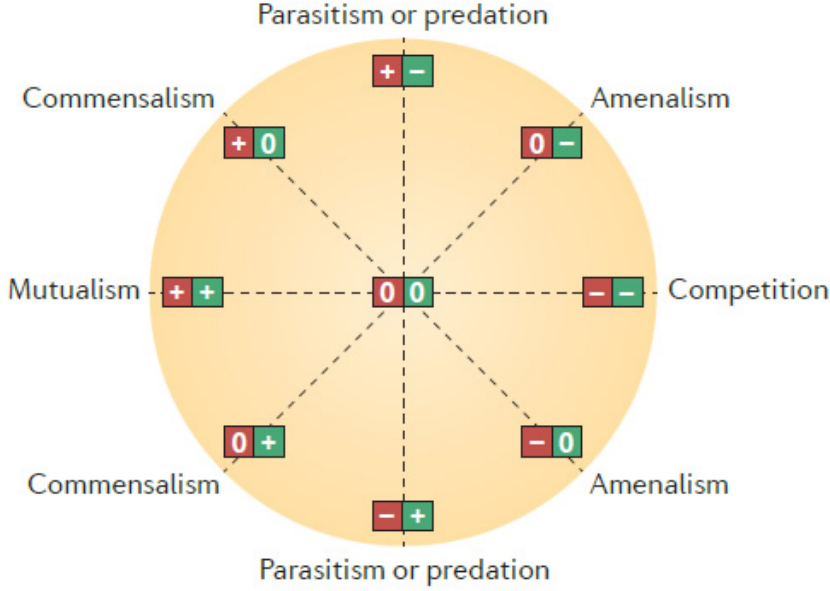 Parasitism or predation
+ −
Commensalism
Amenalism
+ 0
0 −
Mutualism
+ +
0 0
− −
Competition
0 +
− 0
Commensalism
Amenalism
− +
Parasitism or predation